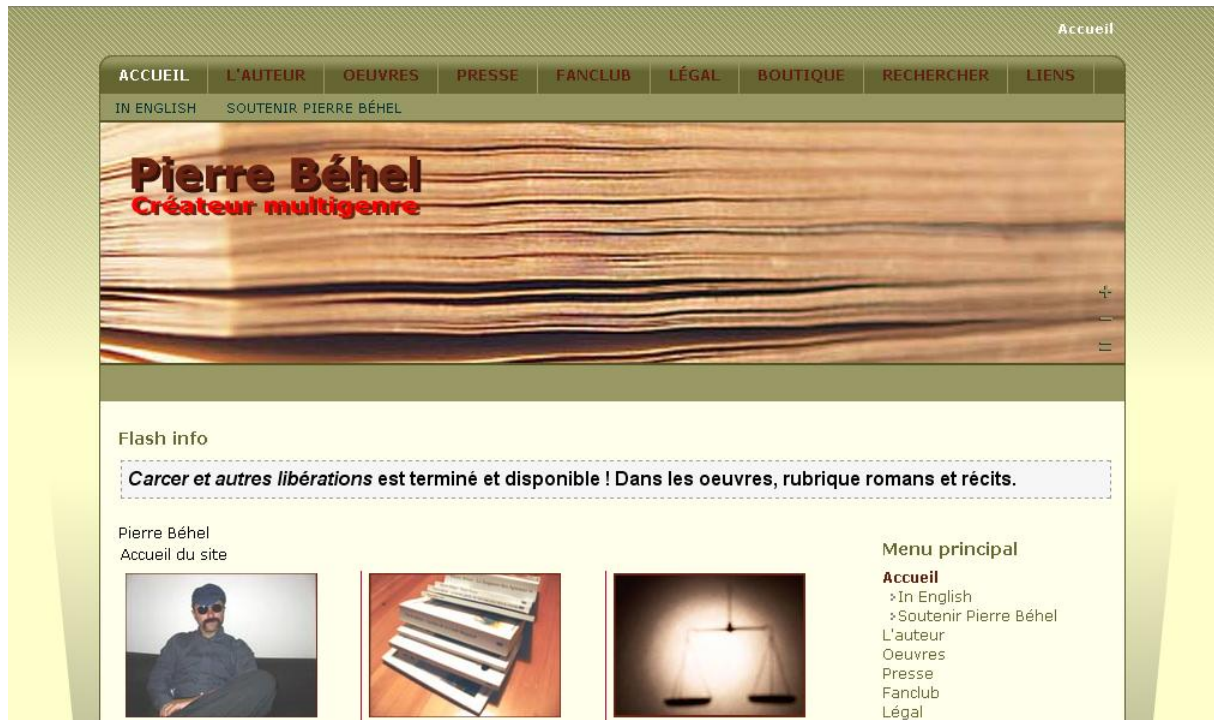 Accueil
ACCUEIL L'AUTEUR OEUVRES PRESSE FANCLUB LÉGAL BOUTIQUE RECHERCHER LIENS
IN ENGLISH SOUTENIR PIERRE BÉHEL
Pierre Béhel
Créateur multigenre
+
−
=
Flash info
Carcer et autres libérations est terminé et disponible ! Dans les oeuvres, rubrique romans et récits.
Pierre Béhel
Accueil du site
Menu principal
Accueil
>In English
>Soutenir Pierre Béhel
L'auteur
Oeuvres
Presse
Fanclub
Légal